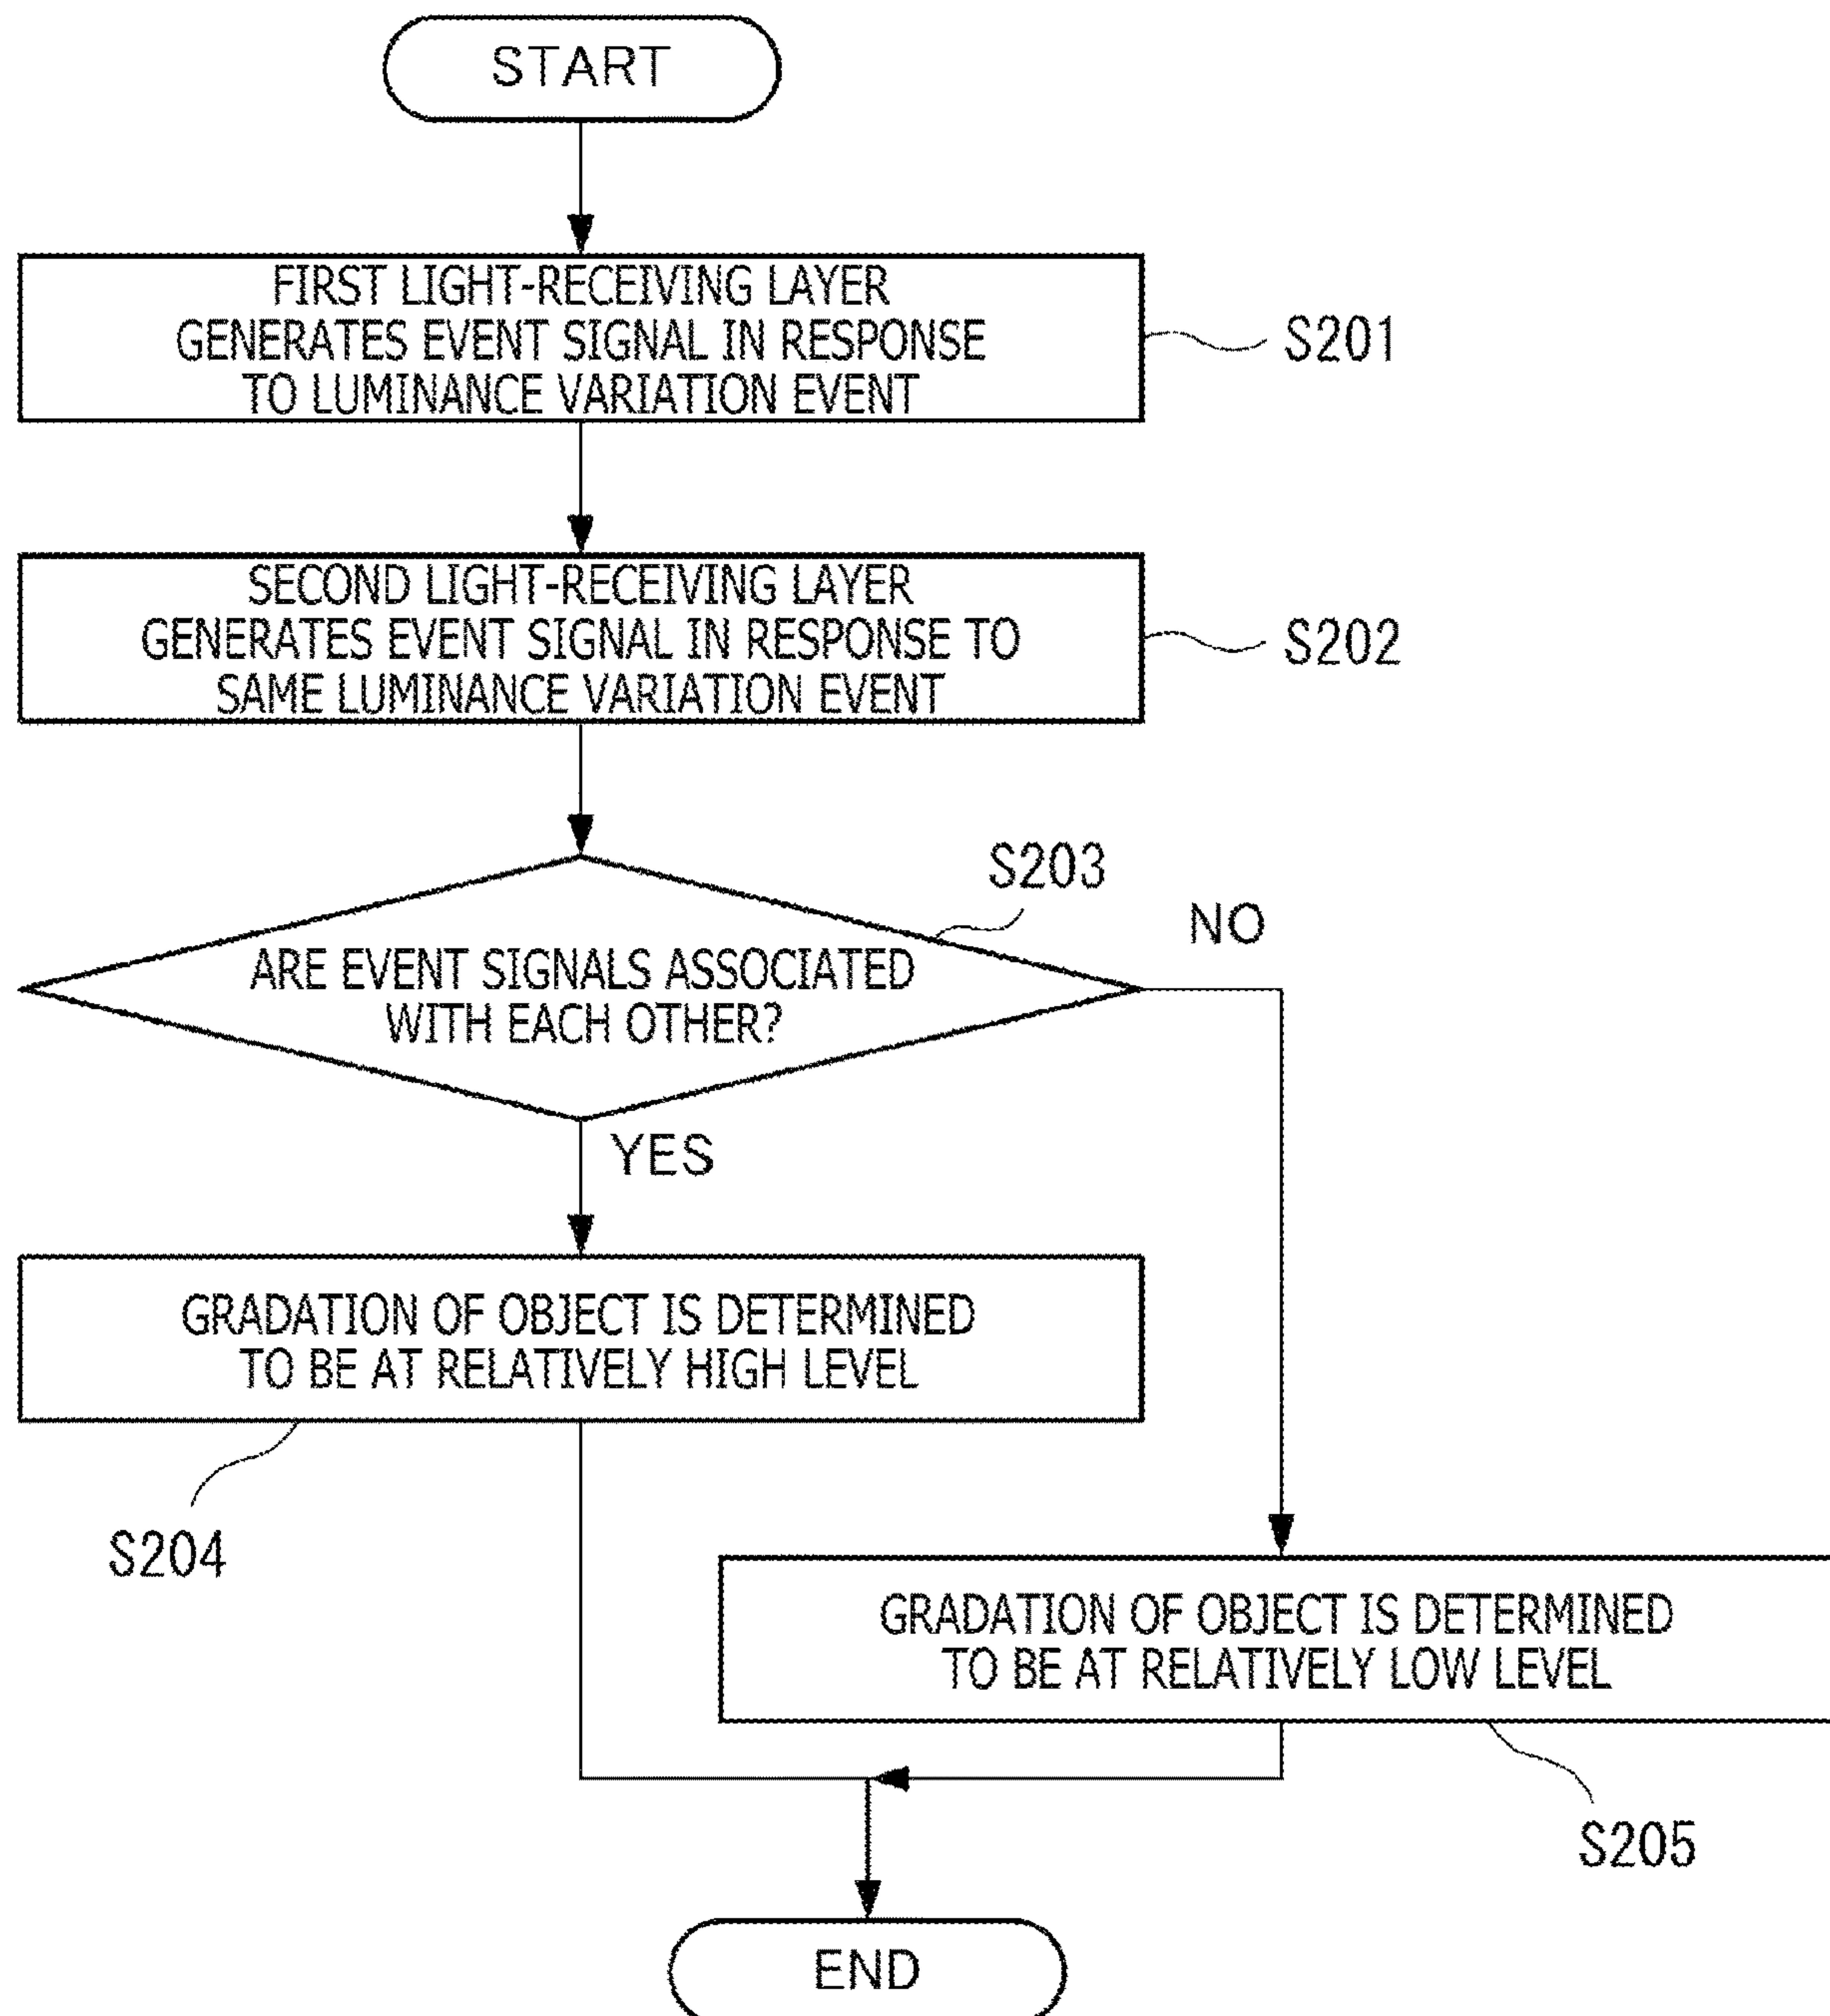 START
FIRST LIGHT-RECEIVING LAYER
GENERATES EVENT SIGNAL IN RESPONSE
TO LUMINANCE VARIATION EVENT
S201
SECOND LIGHT-RECEIVING LAYER
GENERATES EVENT SIGNAL IN RESPONSE TO
SAME LUMINANCE VARIATION EVENT
S202
S203
NO
ARE EVENT SIGNALS ASSOCIATED
WITH EACH OTHER?
YES
GRADATION OF OBJECT IS DETERMINED
TO BE AT RELATIVELY HIGH LEVEL
S204
GRADATION OF OBJECT IS DETERMINED
TO BE AT RELATIVELY LOW LEVEL
S205
END